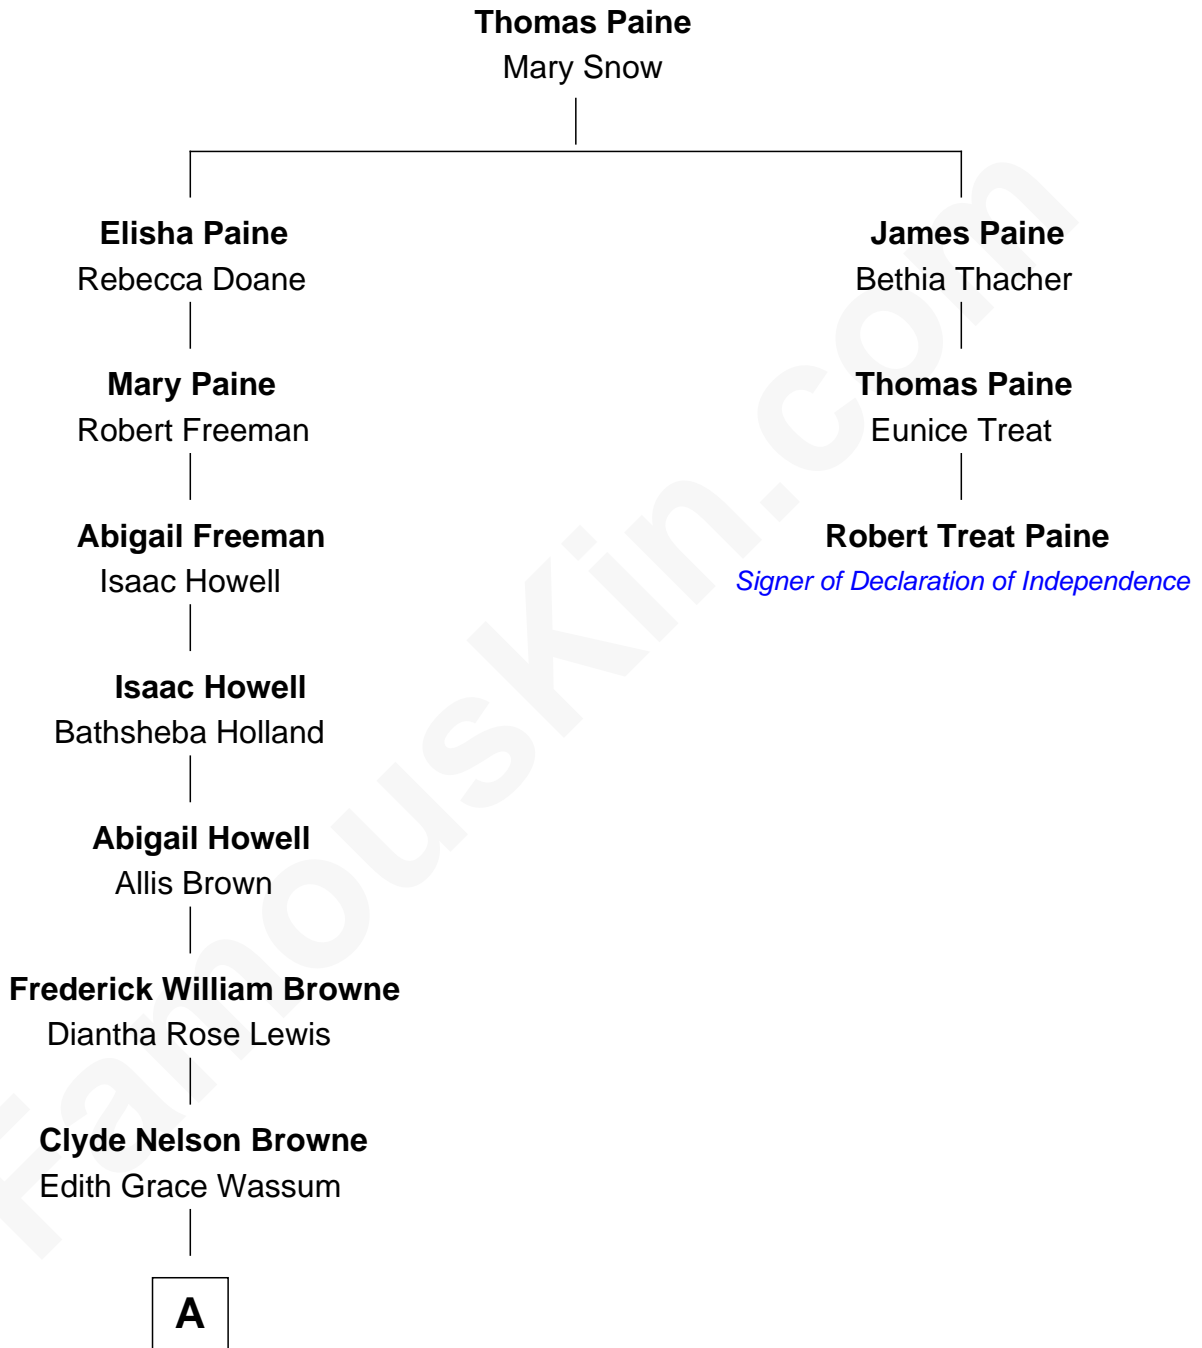 Thomas Paine
Mary Snow
Elisha Paine
Rebecca Doane
James Paine
Bethia Thacher
Mary Paine
Robert Freeman
Thomas Paine
Eunice Treat
Abigail Freeman
Isaac Howell
Robert Treat Paine
Signer of Declaration of Independence
Isaac Howell
Bathsheba Holland
Abigail Howell
Allis Brown
Frederick William Browne
Diantha Rose Lewis
Clyde Nelson Browne
Edith Grace Wassum
A
FamousKin.com